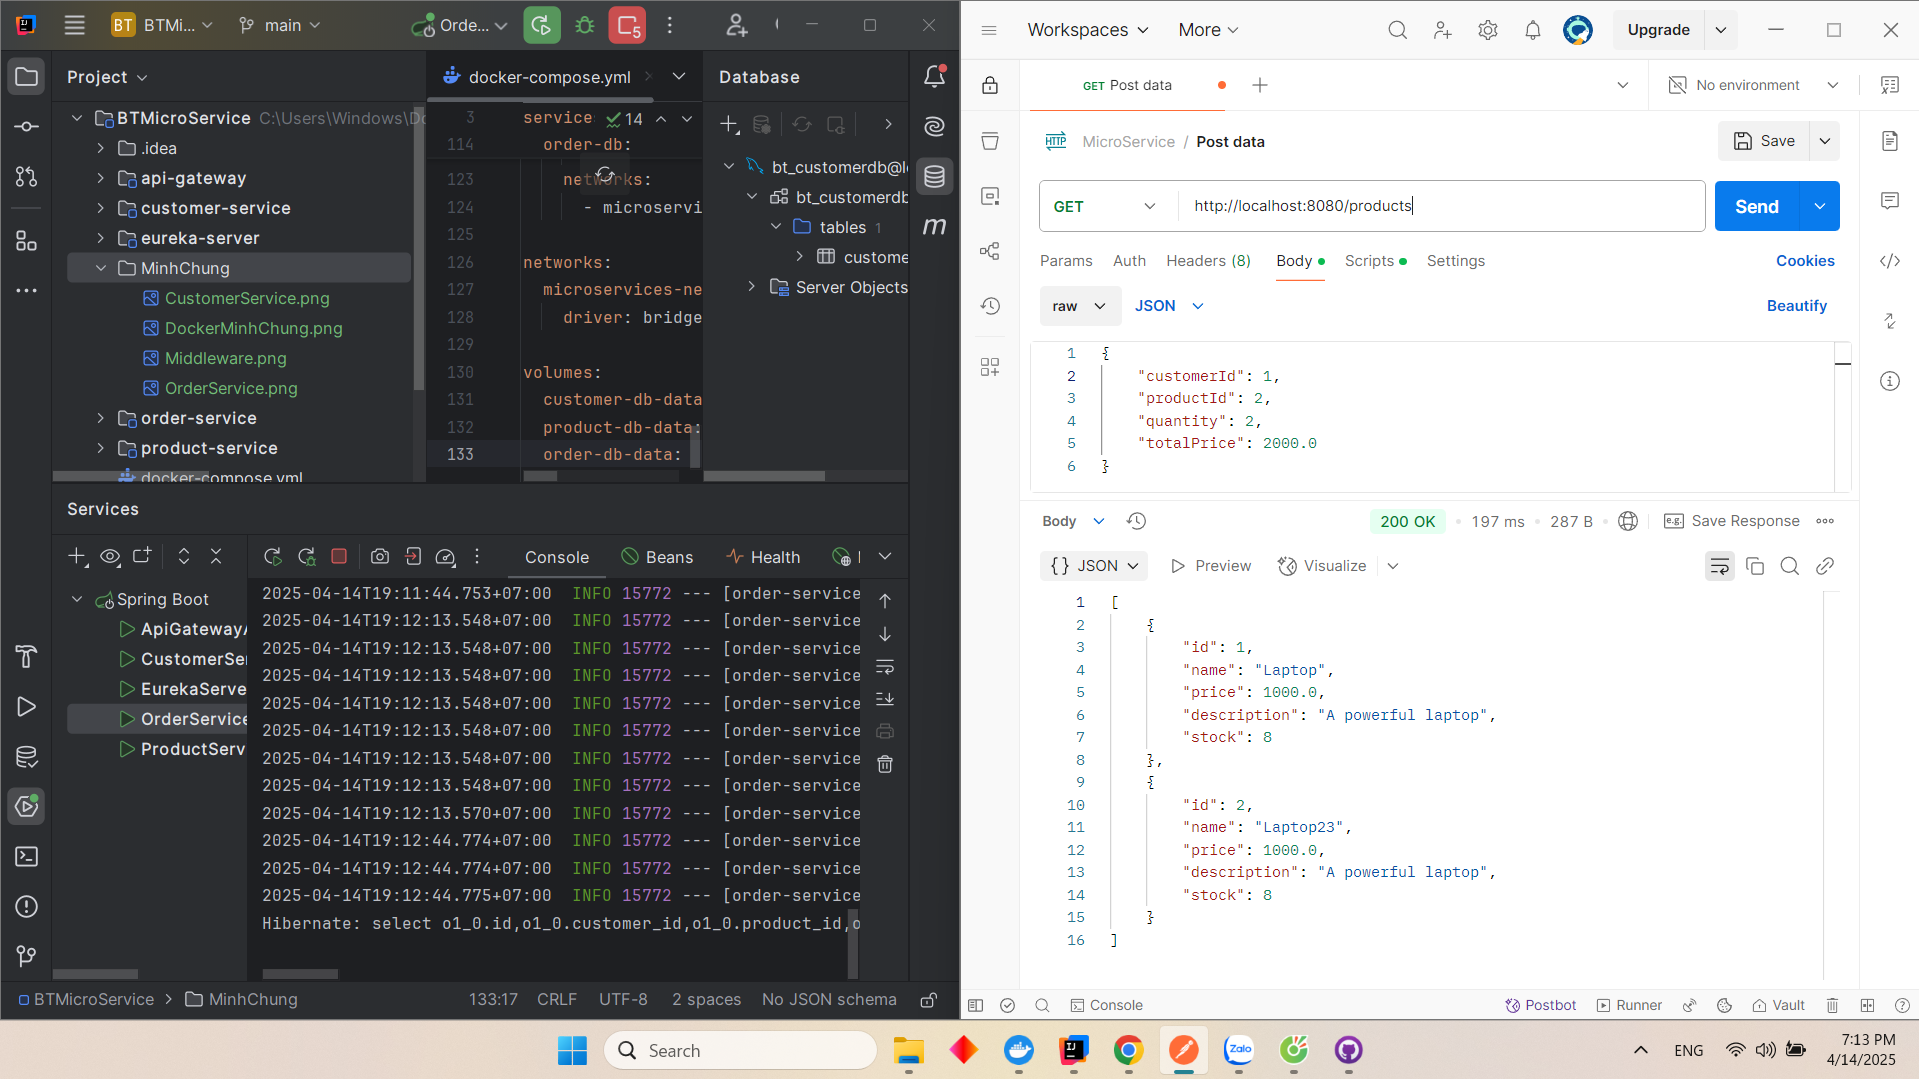 BT BTMi...
main
Orde...
5
Project
docker-compose.yml
Database
BTMicroService C:\Users\Windows\Do
.idea
api-gateway
customer-service
eureka-server
MinhChung
CustomerService.png
DockerMinhChung.png
Middleware.png
OrderService.png
order-service
product-service
docker-compose.yml
3 service 14
114 order-db:
123 networks:
124 - microservi
125
126 networks:
127 microservices-ne
128 driver: bridge
129
130 volumes:
131 customer-db-data
132 product-db-data:
133 order-db-data:
bt_customerdb@l
bt_customerdb
tables 1
custome
Server Objects
m
Services
Console
Beans
Health
Spring Boot
ApiGatewayA
CustomerSer
EurekaServe
OrderService
ProductServ
2025-04-14T19:11:44.753+07:00 INFO 15772 --- [order-service
2025-04-14T19:12:13.548+07:00 INFO 15772 --- [order-service
2025-04-14T19:12:13.548+07:00 INFO 15772 --- [order-service
2025-04-14T19:12:13.548+07:00 INFO 15772 --- [order-service
2025-04-14T19:12:13.548+07:00 INFO 15772 --- [order-service
2025-04-14T19:12:13.548+07:00 INFO 15772 --- [order-service
2025-04-14T19:12:13.548+07:00 INFO 15772 --- [order-service
2025-04-14T19:12:13.548+07:00 INFO 15772 --- [order-service
2025-04-14T19:12:13.570+07:00 INFO 15772 --- [order-service
2025-04-14T19:12:44.774+07:00 INFO 15772 --- [order-service
2025-04-14T19:12:44.774+07:00 INFO 15772 --- [order-service
2025-04-14T19:12:44.775+07:00 INFO 15772 --- [order-service
Hibernate: select o1_0.id,o1_0.customer_id,o1_0.product_id,o
BTMicroService > MinhChung
133:17 CRLF UTF-8 2 spaces No JSON schema
Workspaces More
Upgrade
GET Post data
No environment
HTTP MicroService / Post data
Save
GET http://localhost:8080/products
Send
Params Auth Headers (8) Body Scripts Settings Cookies
raw JSON Beautify
1 {
2 "customerId": 1,
3 "productId": 2,
4 "quantity": 2,
5 "totalPrice": 2000.0
6 }
Body 200 OK 197 ms 287 B e.g. Save Response
{} JSON Preview Visualize
1 [
2 {
3 "id": 1,
4 "name": "Laptop",
5 "price": 1000.0,
6 "description": "A powerful laptop",
7 "stock": 8
8 },
9 {
10 "id": 2,
11 "name": "Laptop23",
12 "price": 1000.0,
13 "description": "A powerful laptop",
14 "stock": 8
15 }
16 ]
Console Postbot Runner Vault
Search
IJ
Zalo
ENG
7:13 PM
4/14/2025